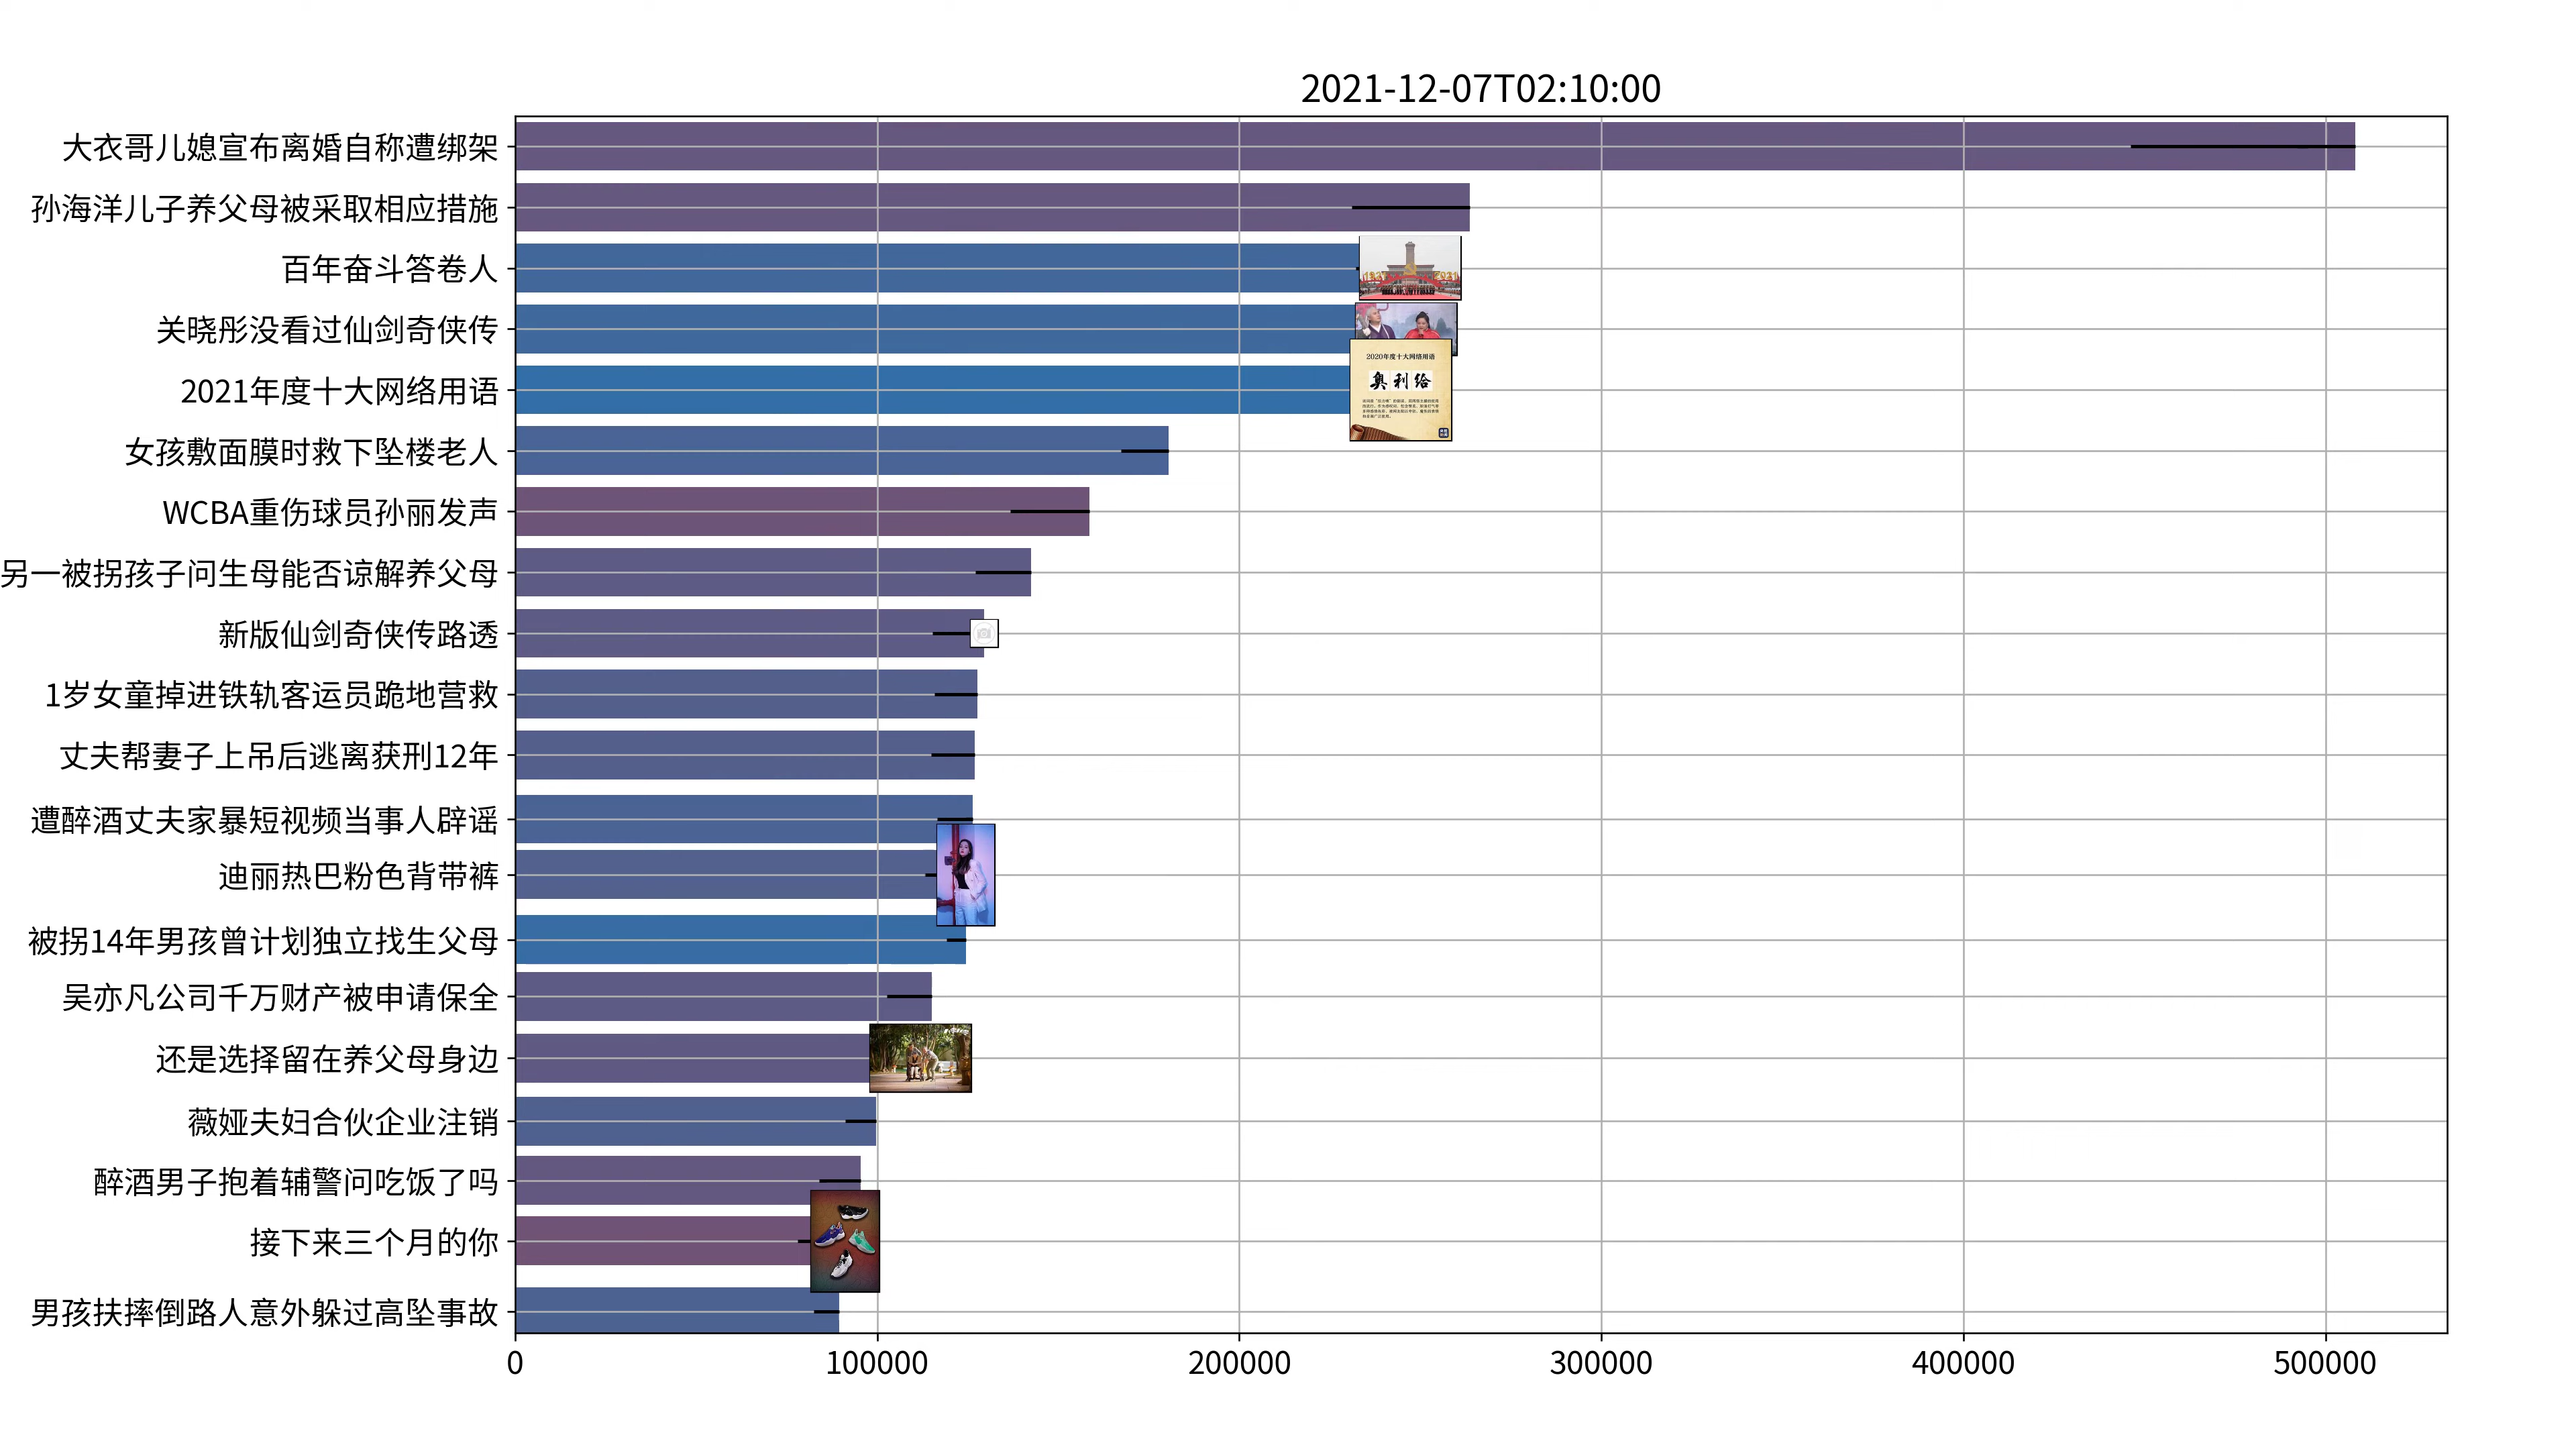 2021-12-07T02:10:00
大衣哥儿媳宣布离婚自称遭绑架
孙海洋儿子养父母被采取相应措施
百年奋斗答卷人
关晓彤没看过仙剑奇侠传
2020年度十大网络用语
奥利给
2021年度十大网络用语
女孩敷面膜时救下坠楼老人
WCBA重伤球员孙丽发声
另一被拐孩子问生母能否谅解养父母
新版仙剑奇侠传路透
1岁女童掉进铁轨客运员跪地营救
丈夫帮妻子上吊后逃离获刑12年
遭醉酒丈夫家暴短视频当事人辟谣
迪丽热巴粉色背带裤
被拐14年男孩曾计划独立找生父母
吴亦凡公司千万财产被申请保全
还是选择留在养父母身边
薇娅夫妇合伙企业注销
醉酒男子抱着辅警问吃饭了吗
接下来三个月的你
男孩扶摔倒路人意外躲过高坠事故
0 100000 200000 300000 400000 500000